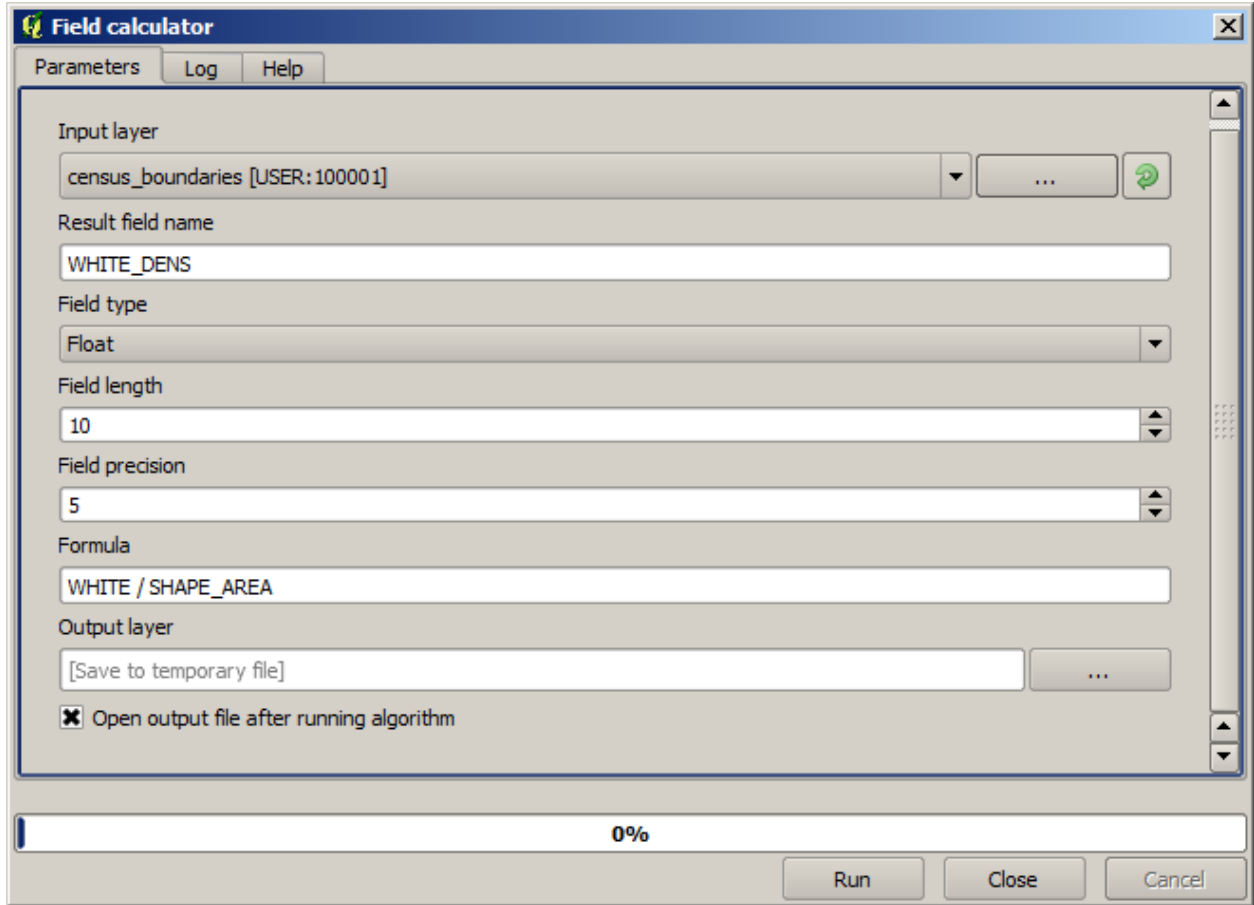 Field calculator
Parameters Log Help
Input layer
census_boundaries [USER:100001] ...
Result field name
WHITE_DENS
Field type
Float
Field length
10
Field precision
5
Formula
WHITE / SHAPE_AREA
Output layer
[Save to temporary file] ...
Open output file after running algorithm
0%
Run Close Cancel